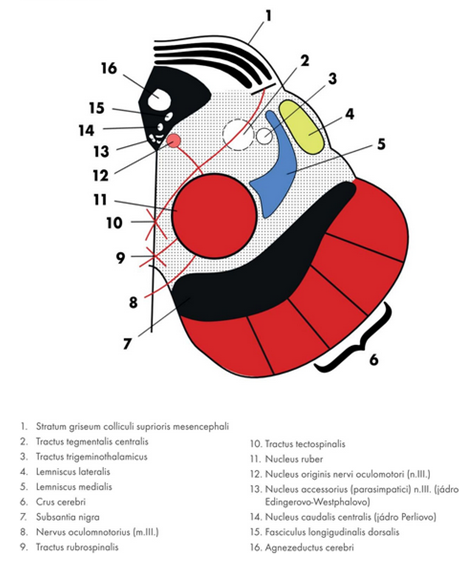 1
2
3
4
5
6
7
8
9
10
11
12
13
14
15
16
1. Stratum griseum colliculi suprioris mesencephali
2. Tractus tegmentalis centralis
3. Tractus trigeminothalamicus
4. Lemniscus lateralis
5. Lemniscus medialis
6. Crus cerebri
7. Subsantia nigra
8. Nervus oculomnotorius (m.III.)
9. Tractus rubrospinalis
10. Tractus tectospinalis
11. Nucleus ruber
12. Nucleus originis nervi oculomotori (n.III.)
13. Nucleus accessorius (parasimpatici) n.III. (jádro
Edingerovo-Westphalovo)
14. Nucleus caudalis centralis (jádro Perliovo)
15. Fasciculus longigudinalis dorsalis
16. Agnezeductus cerebri